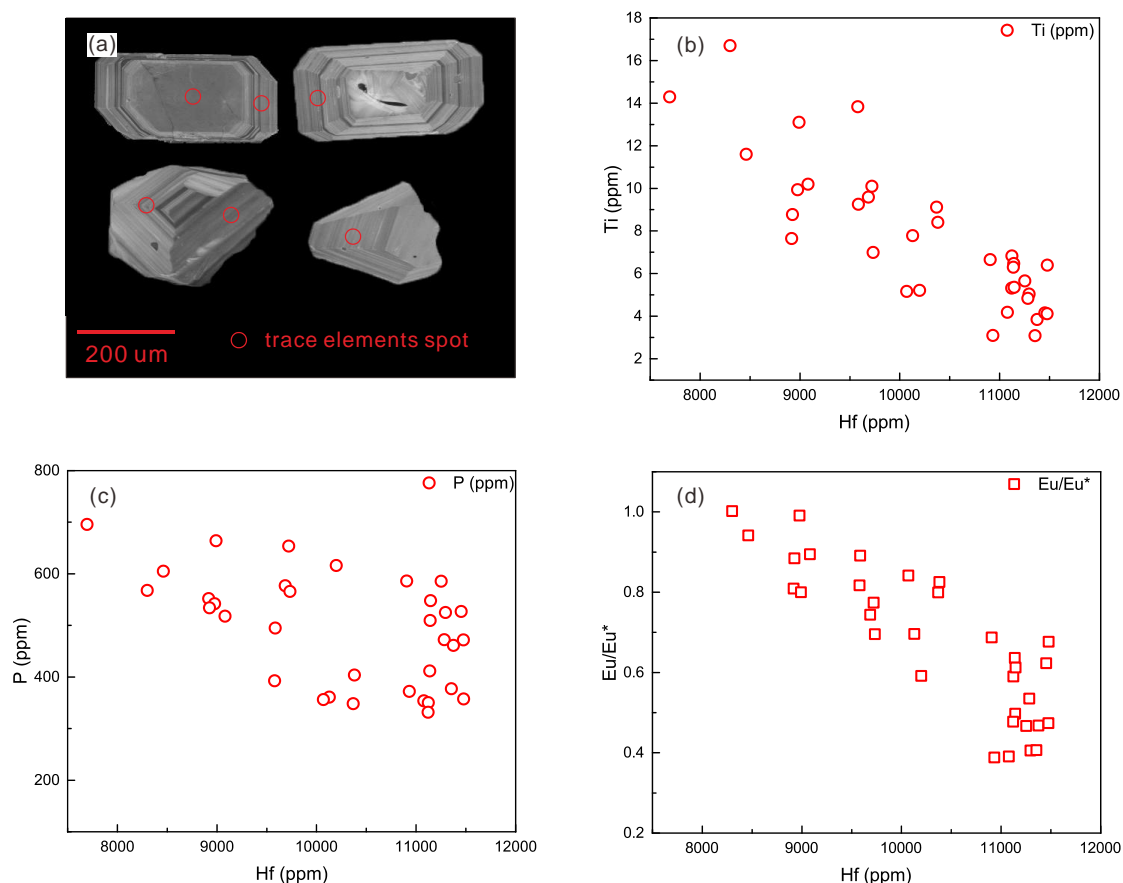 (a)
200 um
trace elements spot
(b)
Ti (ppm)
18
16
14
12
10
8
6
4
2
Ti (ppm)
8000 9000 10000 11000 12000
Hf (ppm)
(c)
P (ppm)
800
600
400
200
P (ppm)
8000 9000 10000 11000 12000
Hf (ppm)
(d)
Eu/Eu*
1.0
0.8
0.6
0.4
0.2
Eu/Eu*
8000 9000 10000 11000 12000
Hf (ppm)